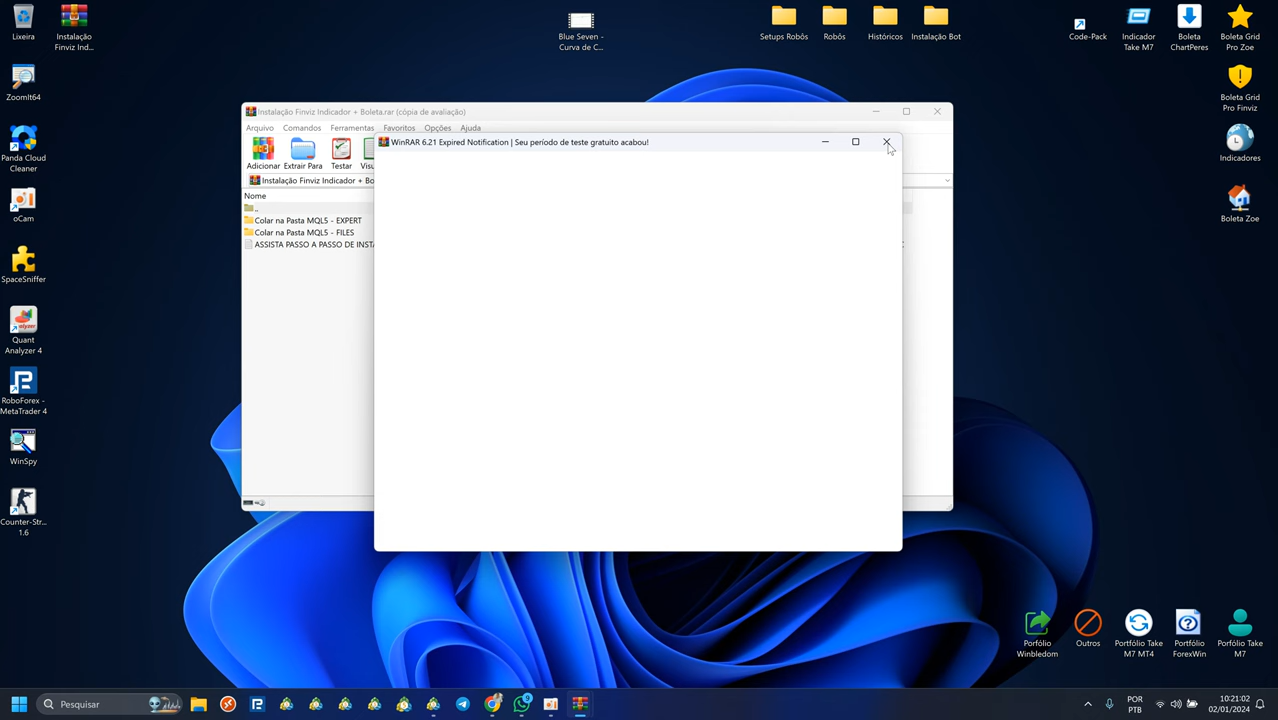 Lixeira
Instalação
Finviz Ind...
Blue Seven -
Curva de C...
Setups Robôs
Robôs
Históricos
Instalação Bot
Code-Pack
Indicador
Take M7
Boleta
ChartPeres
Boleta Grid
Pro Zoe
ZoomIt64
Boleta Grid
Pro Finviz
Panda Cloud
Cleaner
Indicadores
oCam
Boleta Zoe
SpaceSniffer
Quant
Analyzer 4
RoboForex -
MetaTrader 4
WinSpy
Counter-Str...
1.6
Instalação Finviz Indicador + Boleta.rar (cópia de avaliação)
Arquivo Comandos Ferramentas Favoritos Opções Ajuda
WinRAR 6.21 Expired Notification | Seu período de teste gratuito acabou!
Adicionar Extrair Para Testar Visu
Instalação Finviz Indicador + Bo
Nome
..
Colar na Pasta MQL5 - EXPERT
Colar na Pasta MQL5 - FILES
ASSISTA PASSO A PASSO DE INSTA
Porfólio
Winbledom
Outros
Portfólio Take
M7 MT4
Portfólio
ForexWin
Porfólio Take
M7
Pesquisar
9
POR
PTB
10:21:02
02/01/2024